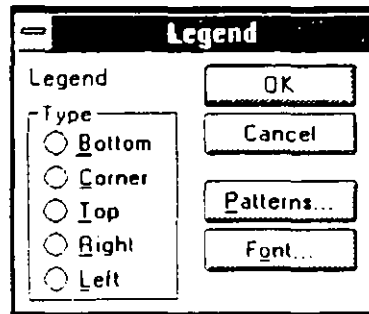 Legend
Legend
Type
Bottom
Corner
Top
Right
Left
OK
Cancel
Patterns...
Font...